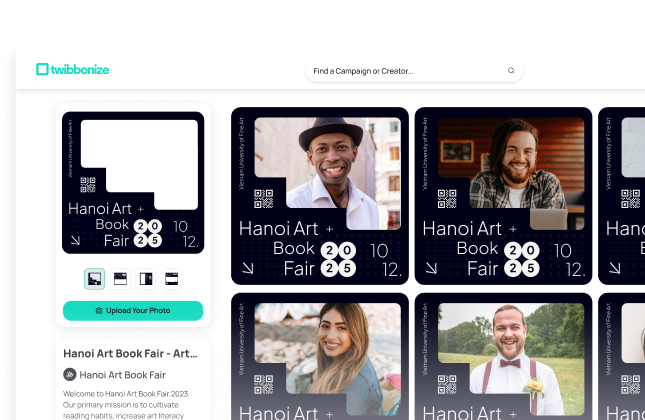 twibbonize
Find a Campaign or Creator...
Vietnam University of Fine Art
Hanoi Art +
Book 20 10
Fair 25 12.
Upload Your Photo
Hanoi Art Book Fair - Art...
Hanoi Art Book Fair
Welcome to Hanoi Art Book Fair 2023.
Our primary mission is to cultivate
reading habits, increase art literacy
Vietnam University of Fine Art
Hanoi Art +
Book 20 10
Fair 25 12.
Vietnam University of Fine Art
Hanoi Art +
Book 20 10
Fair 25 12.
Vietnam University of Fine Art
Hano
Vietnam University of Fine Art
Hanoi Art +
Vietnam University of Fine Art
Hanoi Art +
Vietnam University of Fine Art
Hano